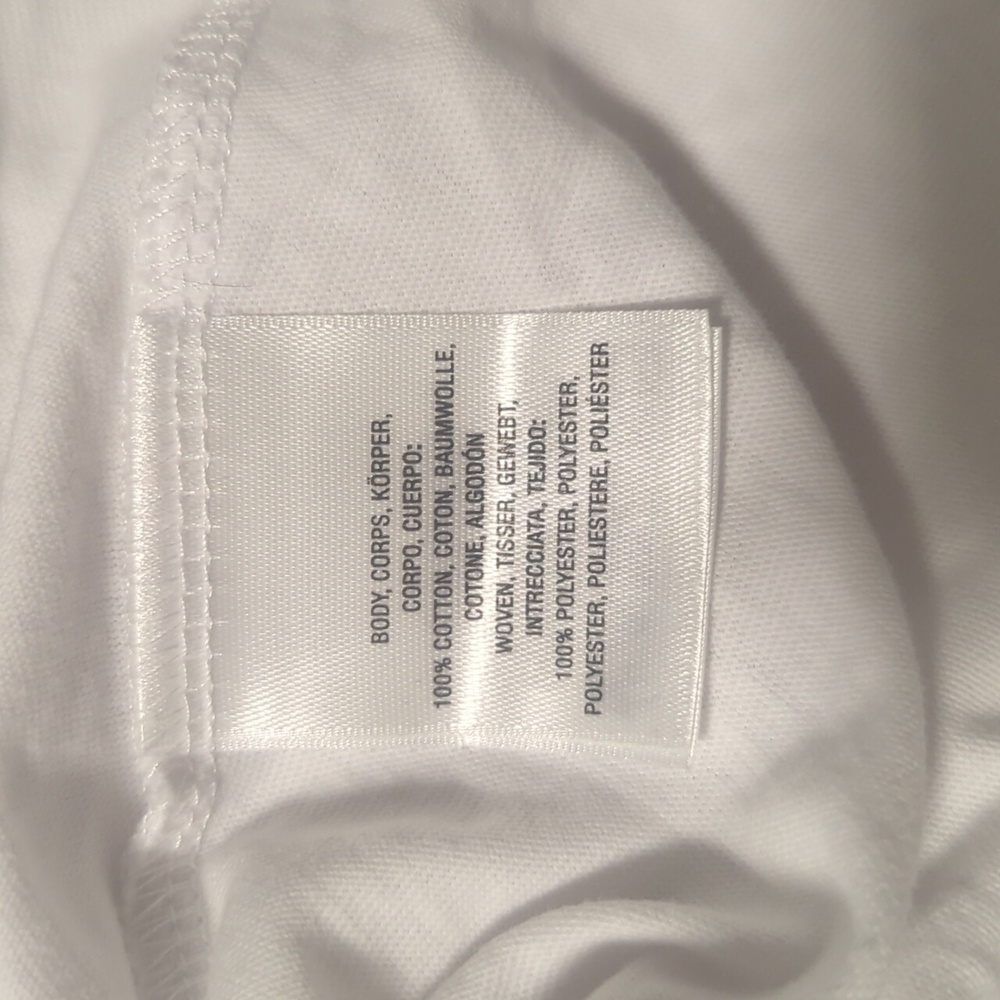 BODY, CORPS, KÖRPER,
CORPO, CUERPO:
100% COTTON, COTON, BAUMWOLLE,
COTONE, ALGODÓN
WOVEN, TISSER, GEWEBT,
INTRECCIATA, TEJIDO:
100% POLYESTER, POLYESTER,
POLYESTER, POLIESTERE, POLIÉSTER